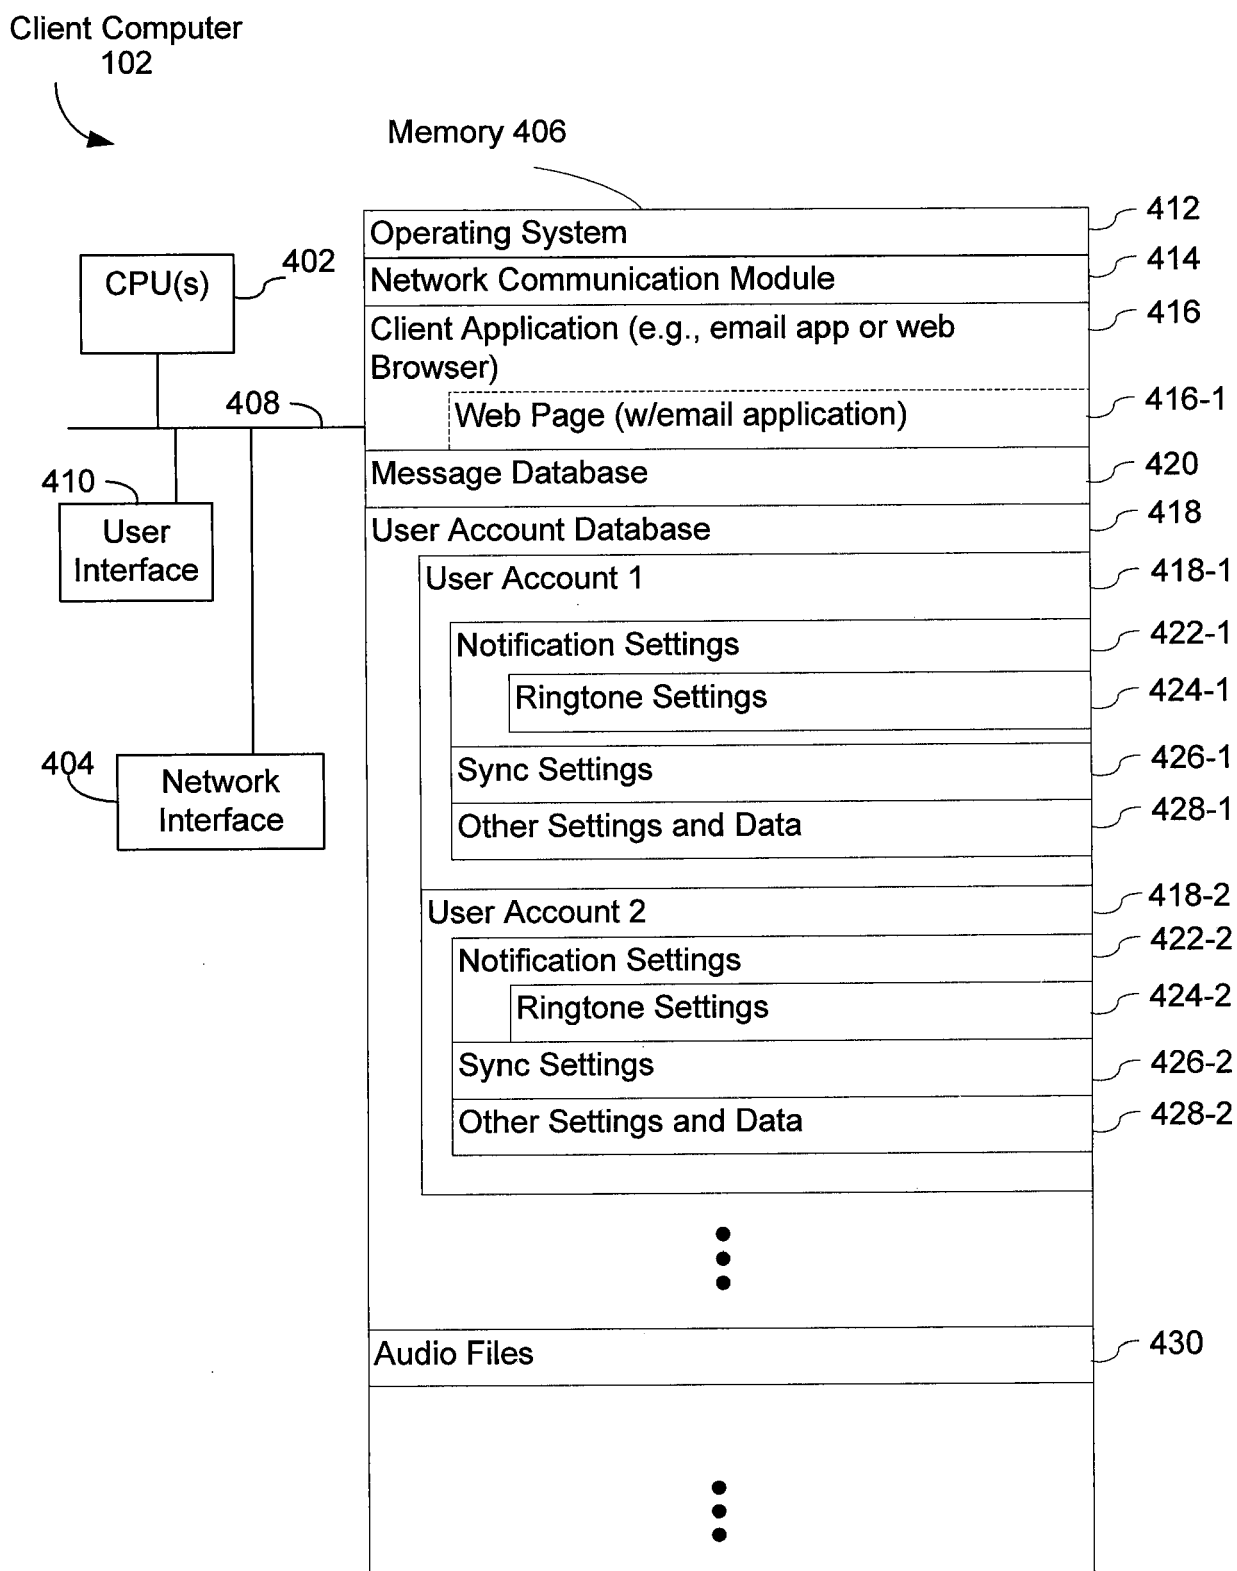 Client Computer
102
Memory 406
Operating System
412
CPU(s)
402
Network Communication Module
414
Client Application (e.g., email app or web
Browser)
416
Web Page (w/email application)
416-1
408
Message Database
420
410
User
Interface
User Account Database
418
User Account 1
418-1
Notification Settings
422-1
Ringtone Settings
424-1
404
Network
Interface
Sync Settings
426-1
Other Settings and Data
428-1
User Account 2
418-2
Notification Settings
422-2
Ringtone Settings
424-2
Sync Settings
426-2
Other Settings and Data
428-2
Audio Files
430